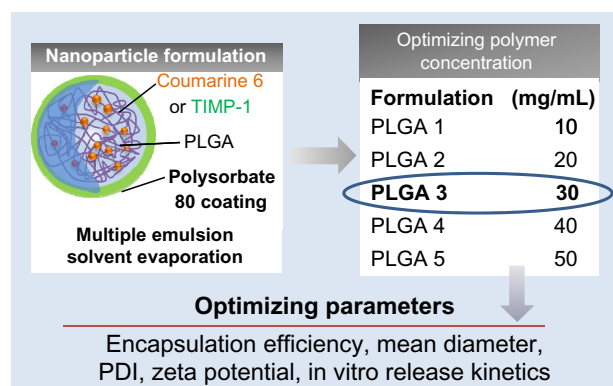 Nanoparticle formulation
Coumarine 6
or TIMP-1
PLGA
Polysorbate
80 coating
Multiple emulsion
solvent evaporation
Optimizing polymer
concentration
Formulation (mg/mL)
PLGA 1 10
PLGA 2 20
PLGA 3 30
PLGA 4 40
PLGA 5 50
Optimizing parameters
Encapsulation efficiency, mean diameter,
PDI, zeta potential, in vitro release kinetics